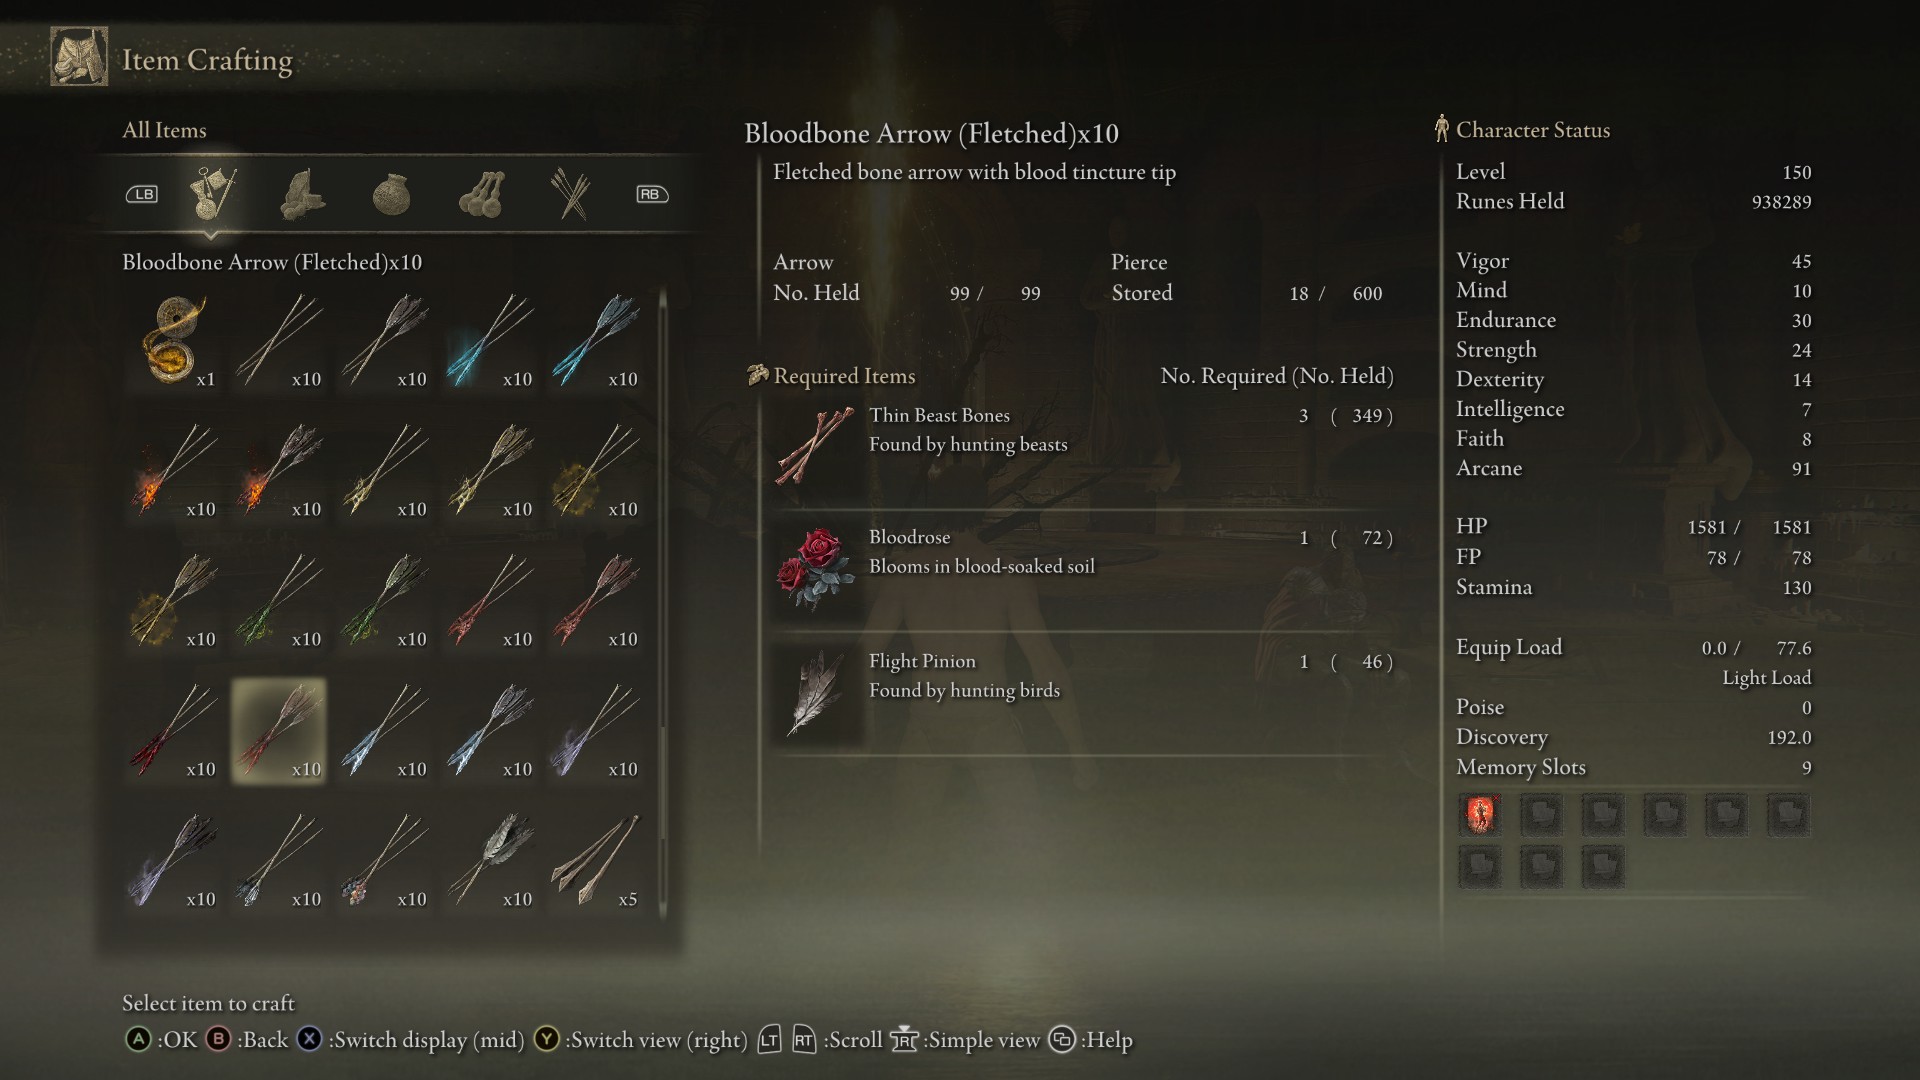 Item Crafting
All Items
LB
RB
Bloodbone Arrow (Fletched)x10
x1 x10 x10 x10 x10
x10 x10 x10 x10 x10
x10 x10 x10 x10 x10
x10 x10 x10 x10 x10
x10 x10 x10 x10 x5
Bloodbone Arrow (Fletched)x10
Fletched bone arrow with blood tincture tip
Arrow Pierce
No. Held 99 / 99 Stored 18 / 600
Required Items No. Required (No. Held)
Thin Beast Bones 3 ( 349 )
Found by hunting beasts
Bloodrose 1 ( 72 )
Blooms in blood-soaked soil
Flight Pinion 1 ( 46 )
Found by hunting birds
Character Status
Level 150
Runes Held 938289
Vigor 45
Mind 10
Endurance 30
Strength 24
Dexterity 14
Intelligence 7
Faith 8
Arcane 91
HP 1581 / 1581
FP 78 / 78
Stamina 130
Equip Load 0.0 / 77.6
Light Load
Poise 0
Discovery 192.0
Memory Slots 9
Select item to craft
A :OK B :Back X :Switch display (mid) Y :Switch view (right) LT RT :Scroll R :Simple view :Help